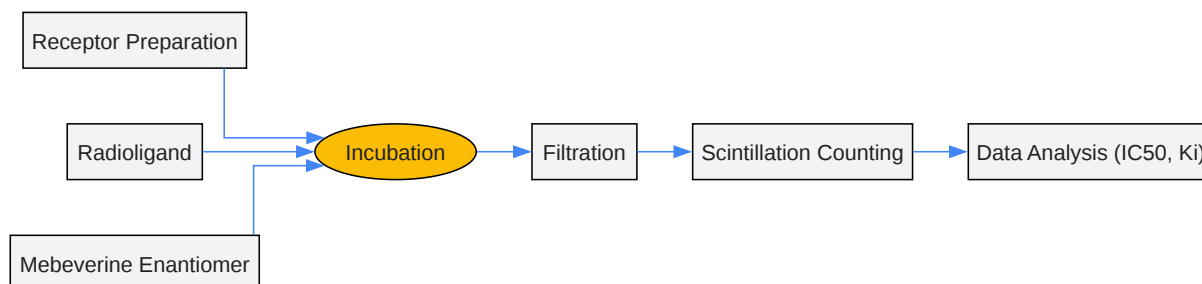 Receptor Preparation
Radioligand
Incubation
Filtration
Scintillation Counting
Data Analysis (IC50, Ki)
Mebeverine Enantiomer